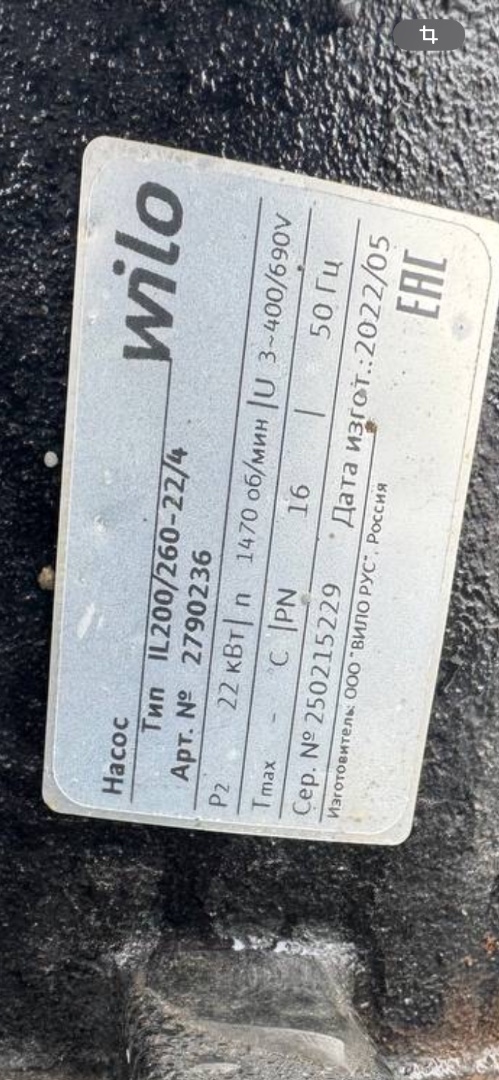 wilo
Насос
Тип IL200/260-22/4
Арт. № 2790236
P2 22 кВт | n 1470 об/мин | U 3~400/690V
Tmax - C | PN 16 | 50 Гц
Сер. № 250215229 Дата изгот.:2022/05
Изготовитель: ООО "ВИЛО РУС", Россия
EAC